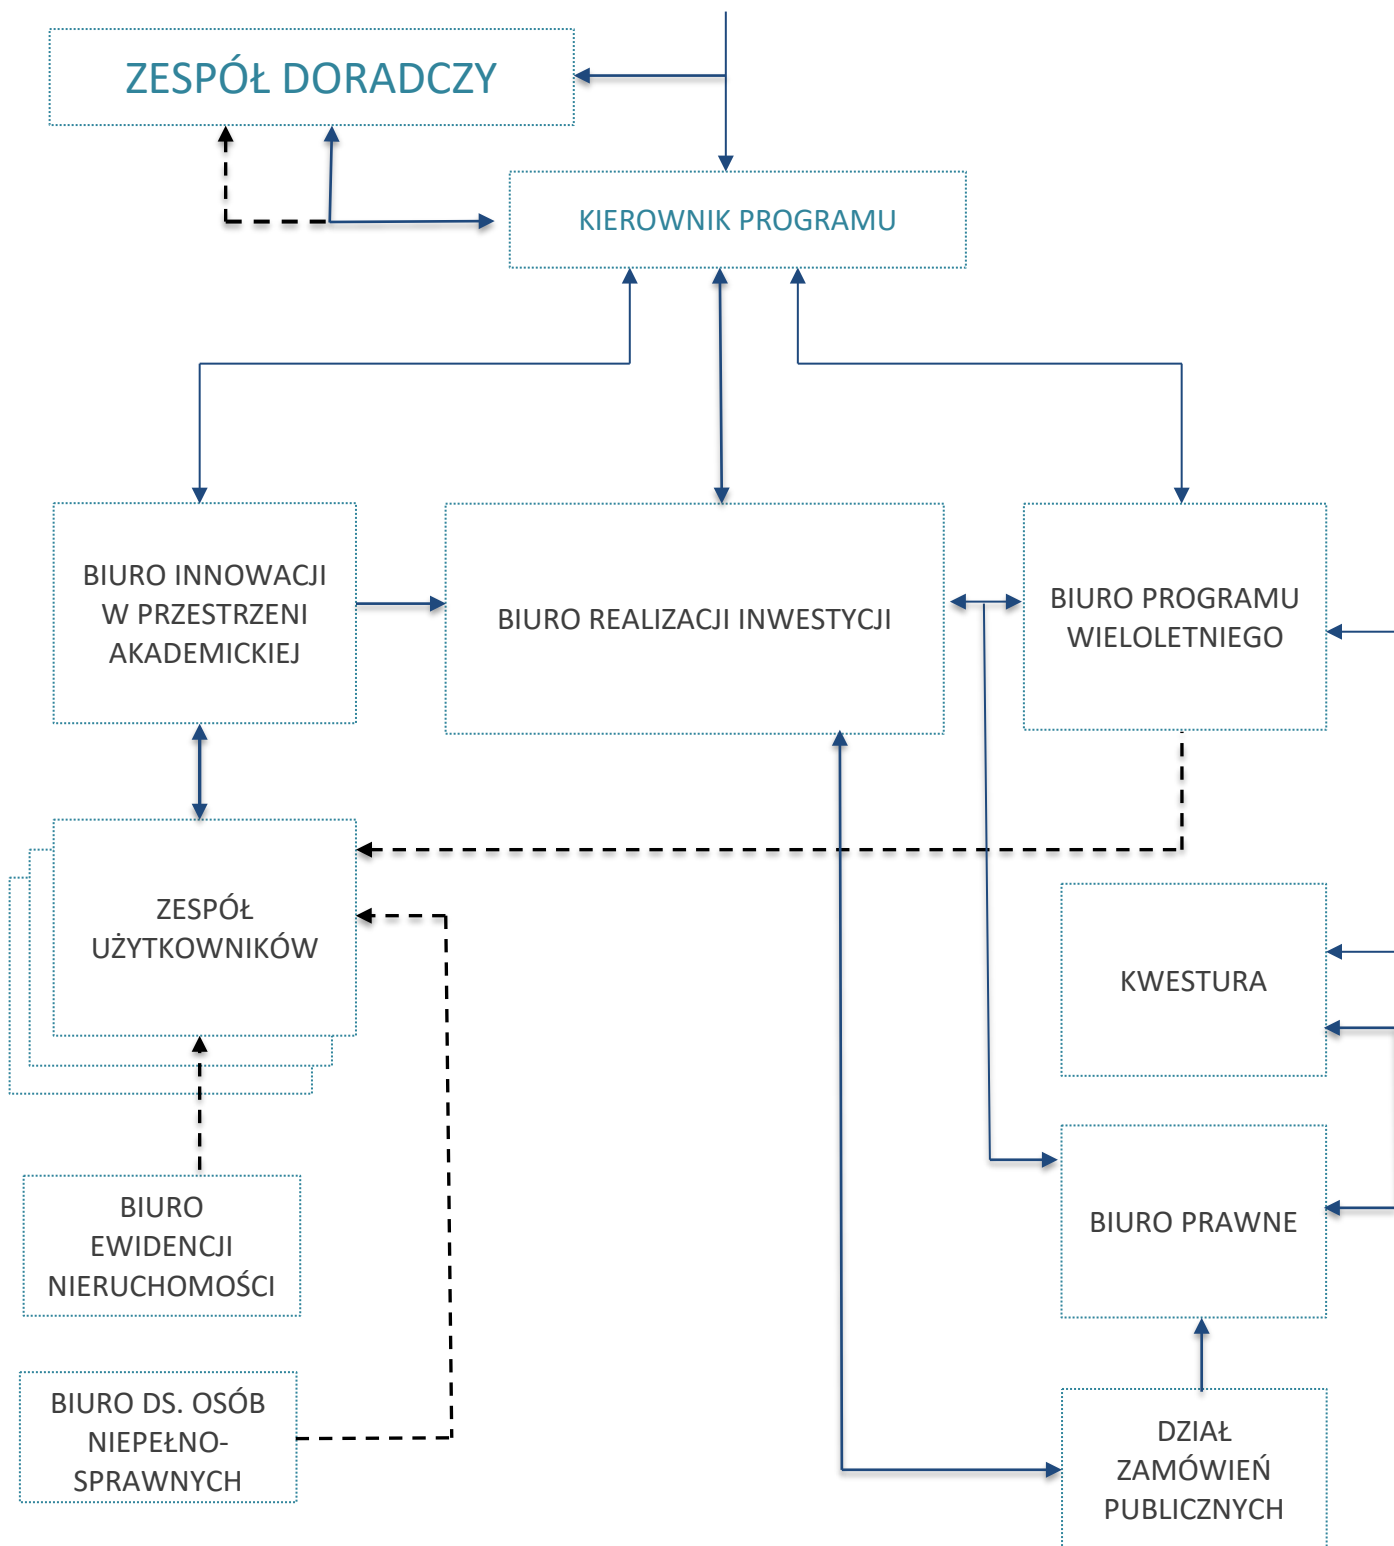 ZESPÓŁ DORADCZY
KIEROWNIK PROGRAMU
BIURO INNOWACJI
W PRZESTRZENI
AKADEMICKIEJ
BIURO REALIZACJI INWESTYCJI
BIURO PROGRAMU
WIELOLETNIEGO
ZESPÓŁ
UŻYTKOWNIKÓW
KWESTURA
BIURO
EWIDENCJI
NIERUCHOMOŚCI
BIURO PRAWNE
BIURO DS. OSÓB
NIEPEŁNO-
SPRAWNYCH
DZIAŁ
ZAMÓWIEŃ
PUBLICZNYCH